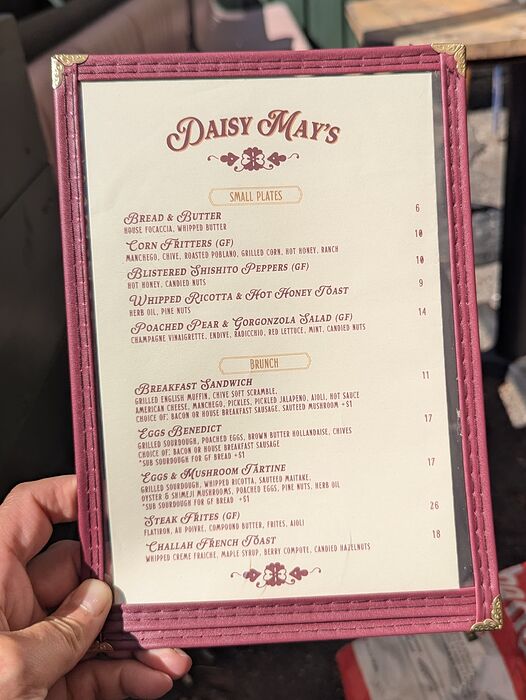 Daisy May's
SMALL PLATES
Bread & Butter 6
HOUSE FOCACCIA, WHIPPED BUTTER
Corn Fritters (GF) 10
MANCHEGO, CHIVE, ROASTED POBLANO, GRILLED CORN, HOT HONEY, RANCH
Blistered Shishito Peppers (GF) 10
HOT HONEY, CANDIED NUTS
Whipped Ricotta & Hot Honey Toast 9
HERB OIL, PINE NUTS
Poached Pear & Gorgonzola Salad (GF) 14
CHAMPAGNE VINAIGRETTE, ENDIVE, RADICCHIO, RED LETTUCE, MINT, CANDIED NUTS
BRUNCH
Breakfast Sandwich 11
GRILLED ENGLISH MUFFIN, CHIVE SOFT SCRAMBLE,
AMERICAN CHEESE, MANCHEGO, PICKLES, PICKLED JALAPENO, AIOLI, HOT SAUCE
CHOICE OF: BACON OR HOUSE BREAKFAST SAUSAGE. SAUTEED MUSHROOM +$1
Eggs Benedict 17
GRILLED SOURDOUGH, POACHED EGGS, BROWN BUTTER HOLLANDAISE, CHIVES
CHOICE OF: BACON OR HOUSE BREAKFAST SAUSAGE
*SUB SOURDOUGH FOR GF BREAD +$1
Eggs & Mushroom Tartine 17
GRILLED SOURDOUGH, WHIPPED RICOTTA, SAUTEED MAITAKE,
OYSTER & SHIMEJI MUSHROOMS, POACHED EGGS, PINE NUTS, HERB OIL
*SUB SOURDOUGH FOR GF BREAD +$1
Steak Frites (GF) 26
FLATIRON, AU POIVRE, COMPOUND BUTTER, FRITES, AIOLI
Challah French Toast 18
WHIPPED CREME FRAICHE, MAPLE SYRUP, BERRY COMPOTE, CANDIED HAZELNUTS